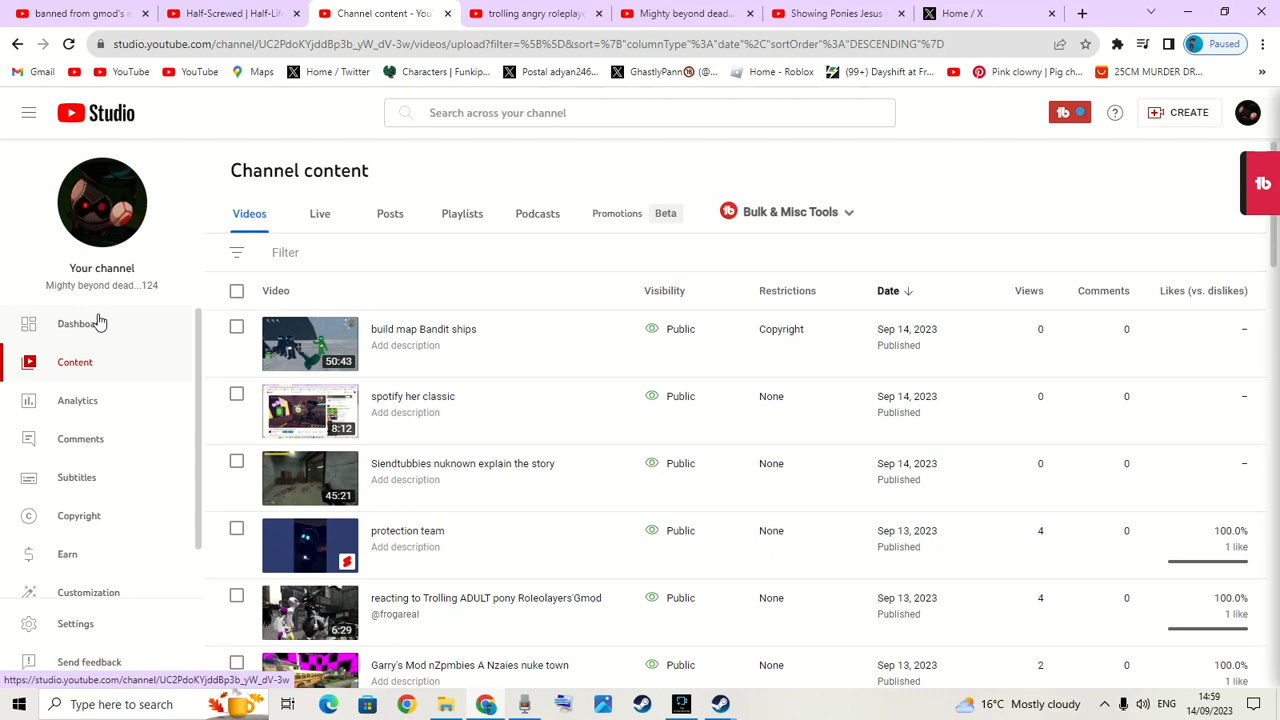 Half-Screwed | Half-Life
Dom god's content - You
trolling angry roleplaye
Mighty beyond dead..
Showing Ponies about
Home / X
studio.youtube.com/channel/UC2PdoKYjddBp3b_yW_dV-3w/videos/upload?filter=%5B%5D&sort=%7B"columnType"%3A"date"%2C"sortOrder"%3A"DESCENDING"%7D
Paused
Gmail
YouTube
YouTube
Maps
Home / Twitter
Characters | Funkip...
Postal adyan246...
GhastlyPann (@...
Home - Roblox
(99+) Dayshift at Fr...
Pink clowny | Pig ch...
25CM MURDER DR...
»
Studio
Search across your channel
CREATE
Your channel
Mighty beyond dead...124
Dashboard
Content
Analytics
Comments
Subtitles
Copyright
Earn
Customization
Settings
Send feedback
Channel content
Videos
Live
Posts
Playlists
Podcasts
Promotions
Beta
Bulk & Misc Tools
Filter
Video
Visibility
Restrictions
Date
Views
Comments
Likes (vs. dislikes)
50:43
build map Bandit ships
Add description
Public
Copyright
Sep 14, 2023
Published
0
0
–
8:12
spotify her classic
Add description
Public
None
Sep 14, 2023
Published
0
0
–
45:21
Siendtubbies nuknown explain the story
Add description
Public
None
Sep 14, 2023
Published
0
0
–
protection team
Add description
Public
None
Sep 13, 2023
Published
4
0
100.0%
1 like
6:29
reacting to Trolling ADULT pony Roleolayers'Gmod
@frogareal
Public
None
Sep 13, 2023
Published
4
0
100.0%
1 like
Garry's Mod nZpmbies A Nzaies nuke town
Add description
Public
None
Sep 13, 2023
Published
2
0
100.0%
1 like
https://studio.youtube.com/channel/UC2PdoKYjddBp3b_yW_dV-3w
Type here to search
16°C Mostly cloudy
ENG
14:59
14/09/2023